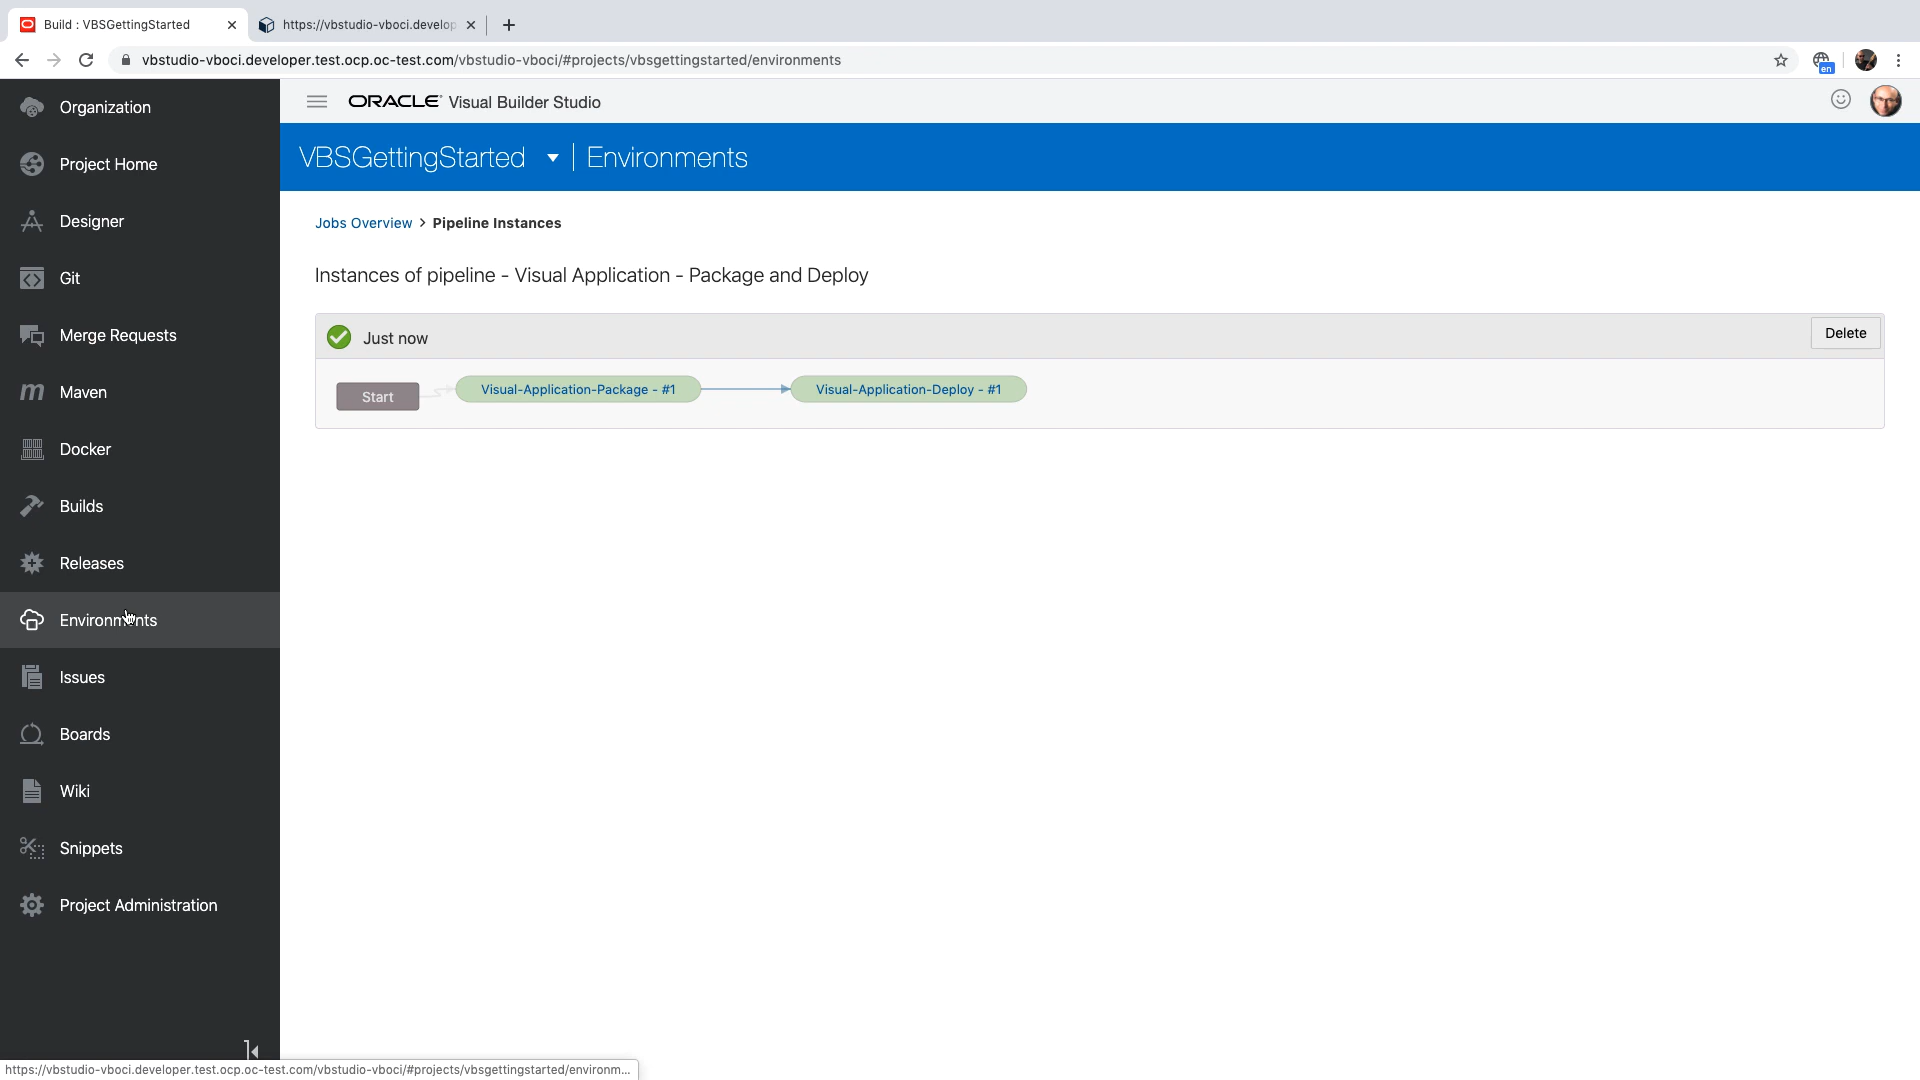 Build : VBSGettingStarted
https://vbstudio-vboci.develop
vbstudio-vboci.developer.test.ocp.oc-test.com/vbstudio-vboci/#projects/vbsgettingstarted/environments
en
ORACLE Visual Builder Studio
VBSGettingStarted
Environments
Organization
Project Home
Designer
Git
Merge Requests
Maven
Docker
Builds
Releases
Environments
Issues
Boards
Wiki
Snippets
Project Administration
Jobs Overview > Pipeline Instances
Instances of pipeline - Visual Application - Package and Deploy
Just now
Delete
Start
Visual-Application-Package - #1
Visual-Application-Deploy - #1
https://vbstudio-vboci.developer.test.ocp.oc-test.com/vbstudio-vboci/#projects/vbsgettingstarted/environm...